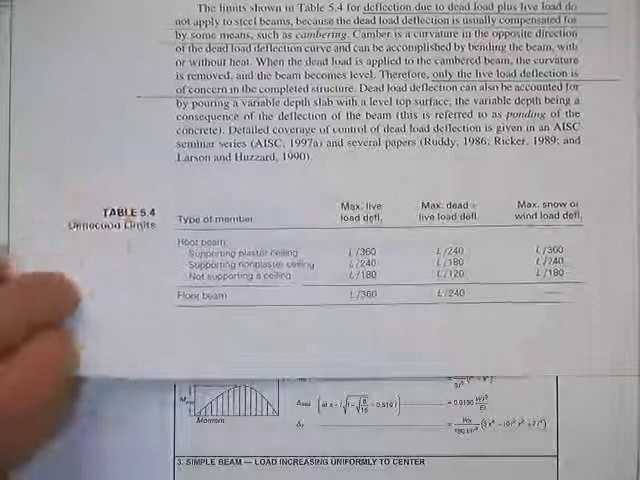 The limits shown in Table 5.4 for deflection due to dead load plus live load do
not apply to steel beams, because the dead load deflection is usually compensated for
by some means, such as cambering. Camber is a curvature in the opposite direction
of the dead load deflection curve and can be accomplished by bending the beam, with
or without heat. When the dead load is applied to the cambered beam, the curvature
is removed, and the beam becomes level. Therefore, only the live load deflection is
of concern in the completed structure. Dead load deflection can also be accounted for
by pouring a variable depth slab with a level top surface, the variable depth being a
consequence of the deflection of the beam (this is referred to as ponding of the
concrete). Detailed coverage of control of dead load deflection is given in an AISC
seminar series (AISC, 1997a) and several papers (Ruddy, 1986; Ricker, 1989; and
Larson and Huzzard, 1990).
TABLE 5.4
Deflection Limits
Type of member Max. live load defl. Max. dead + live load defl. Max. snow or wind load defl.
Roof beam:
Supporting plaster ceiling L/360 L/240 L/360
Supporting nonplaster ceiling L/240 L/180 L/240
Not supporting a ceiling L/180 L/120 L/180
Floor beam L/360 L/240 —
Moment
3. SIMPLE BEAM — LOAD INCREASING UNIFORMLY TO CENTER